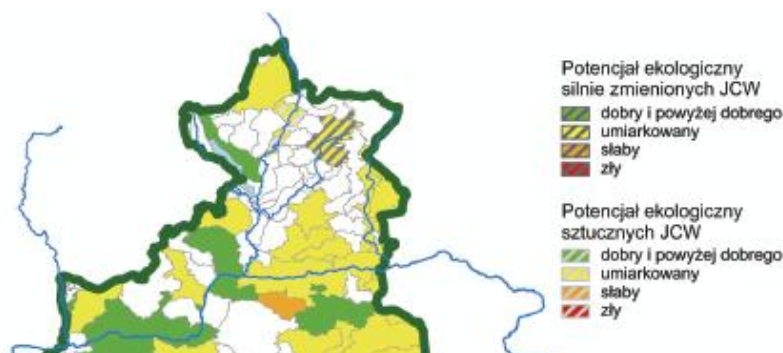 Potencjał ekologiczny
silnie zmienionych JCW
dobry i powyżej dobrego
umiarkowany
słaby
zły
Potencjał ekologiczny
sztucznych JCW
dobry i powyżej dobrego
umiarkowany
słaby
zły